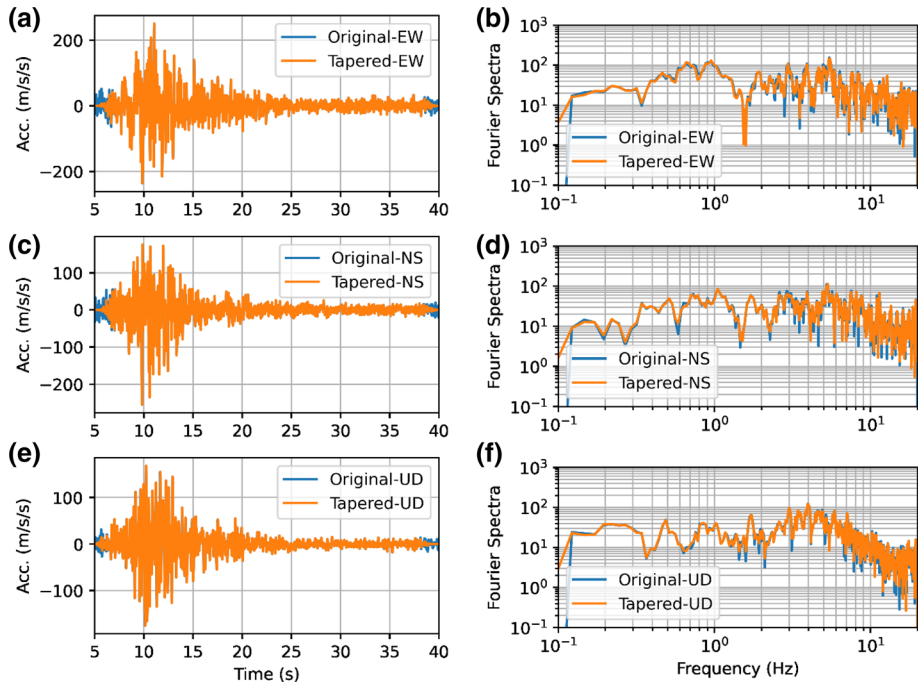 (a)
200
0
−200
Acc. (m/s/s)
Original-EW
Tapered-EW
5 10 15 20 25 30 35 40
(b)
10³
10²
10¹
10⁰
10⁻¹
Fourier Spectra
Original-EW
Tapered-EW
10⁻¹ 10⁰ 10¹
(c)
100
0
−100
−200
Acc. (m/s/s)
Original-NS
Tapered-NS
5 10 15 20 25 30 35 40
(d)
10³
10²
10¹
10⁰
10⁻¹
Fourier Spectra
Original-NS
Tapered-NS
10⁻¹ 10⁰ 10¹
(e)
100
0
−100
Acc. (m/s/s)
Original-UD
Tapered-UD
5 10 15 20 25 30 35 40
Time (s)
(f)
10³
10²
10¹
10⁰
10⁻¹
Fourier Spectra
Original-UD
Tapered-UD
10⁻¹ 10⁰ 10¹
Frequency (Hz)